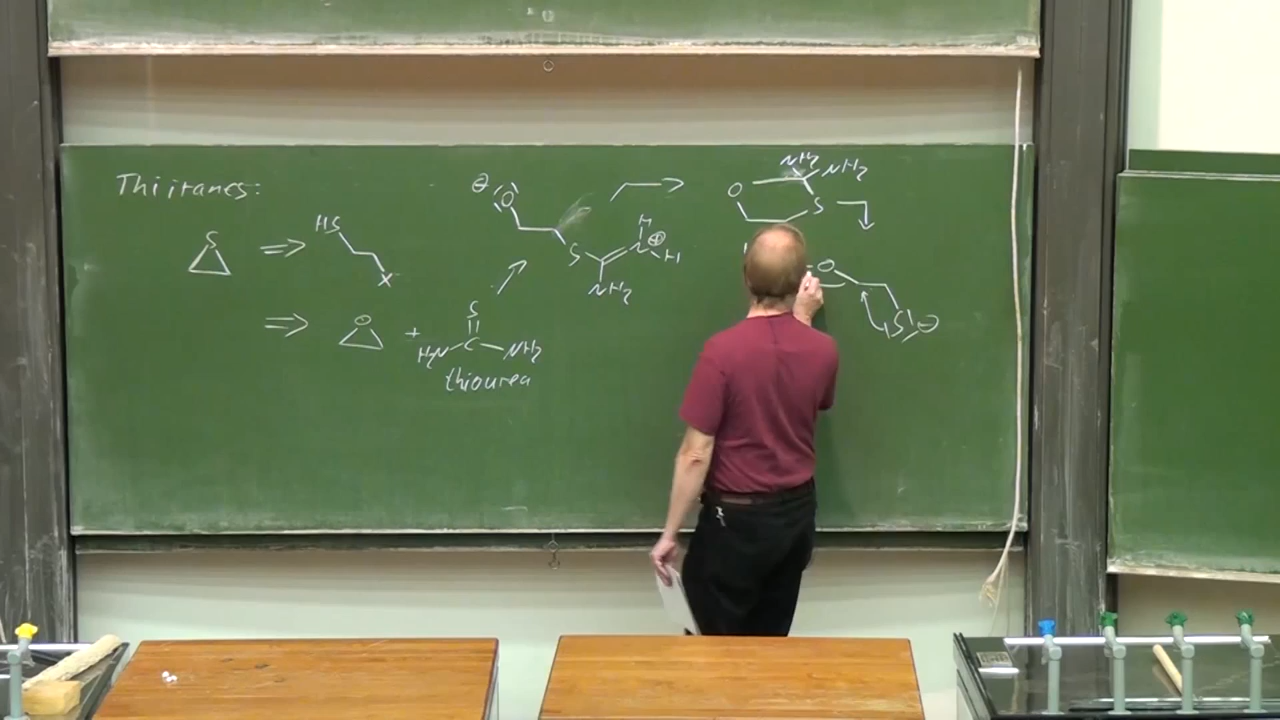 Thiiranes:
S
HS
X
O
+
S
C
H₂N
NH₂
thiourea
⊖
O
S
H
N
⊕
H
NH₂
O
NH₂
NH₂
S
O
S
⊖